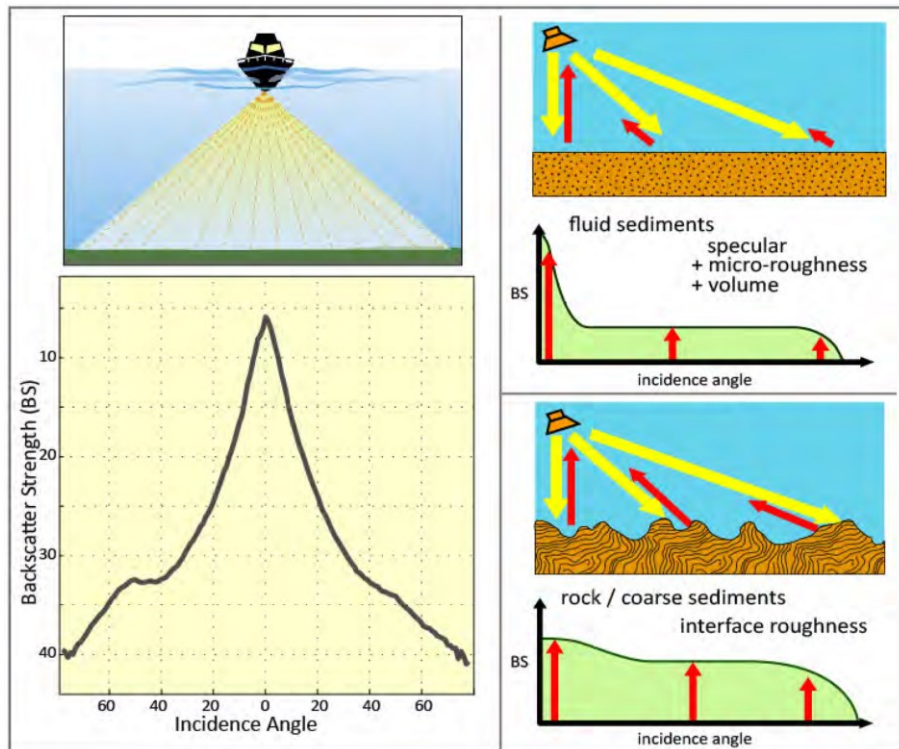 Backscatter Strength (BS)
10
20
30
40
60
40
20
0
20
40
60
Incidence Angle
fluid sediments
specular
+ micro-roughness
+ volume
BS
incidence angle
rock / coarse sediments
interface roughness
BS
incidence angle